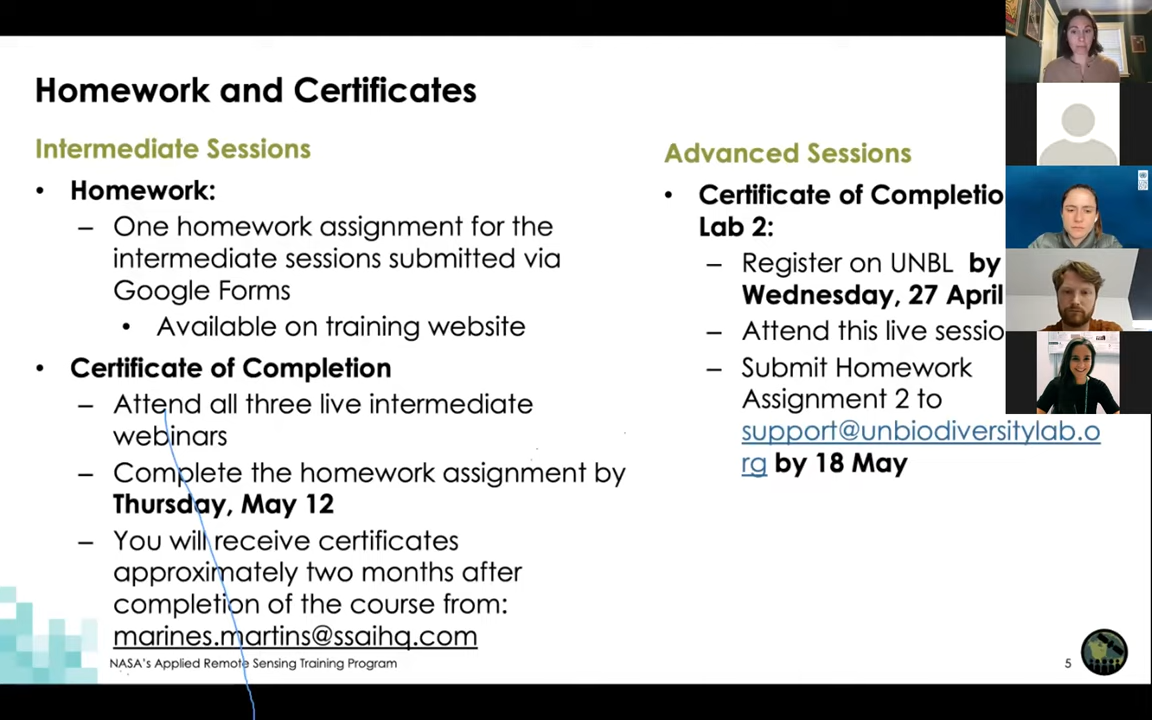 Homework and Certificates
Intermediate Sessions
• Homework:
– One homework assignment for the
intermediate sessions submitted via
Google Forms
• Available on training website
• Certificate of Completion
– Attend all three live intermediate
webinars
– Complete the homework assignment by
Thursday, May 12
– You will receive certificates
approximately two months after
completion of the course from:
marines.martins@ssaihq.com
Advanced Sessions
• Certificate of Completio
Lab 2:
– Register on UNBL by
Wednesday, 27 April
– Attend this live sessio
– Submit Homework
Assignment 2 to
support@unbiodiversitylab.o
rg by 18 May
NASA's Applied Remote Sensing Training Program
5